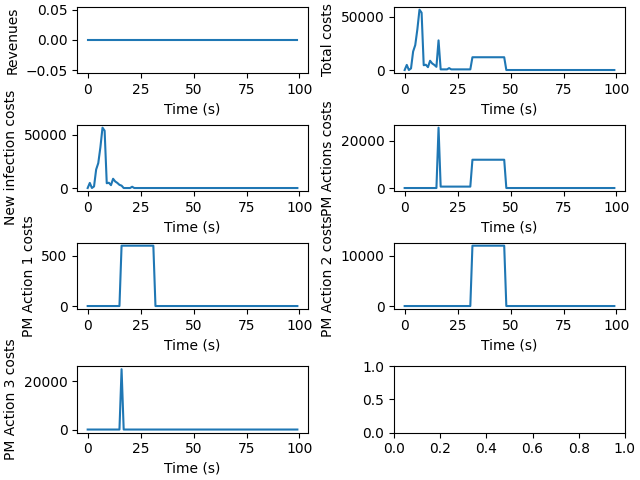 Revenues
0.05
0.00
−0.05
0 25 50 75 100
Time (s)
Total costs
50000
0
0 25 50 75 100
Time (s)
New infection costs
50000
0
0 25 50 75 100
Time (s)
PM Actions costs
20000
0
0 25 50 75 100
Time (s)
PM Action 1 costs
500
0
0 25 50 75 100
Time (s)
PM Action 2 costs
10000
0
0 25 50 75 100
Time (s)
PM Action 3 costs
20000
0
0 25 50 75 100
Time (s)
1.0
0.5
0.0
0.0 0.2 0.4 0.6 0.8 1.0